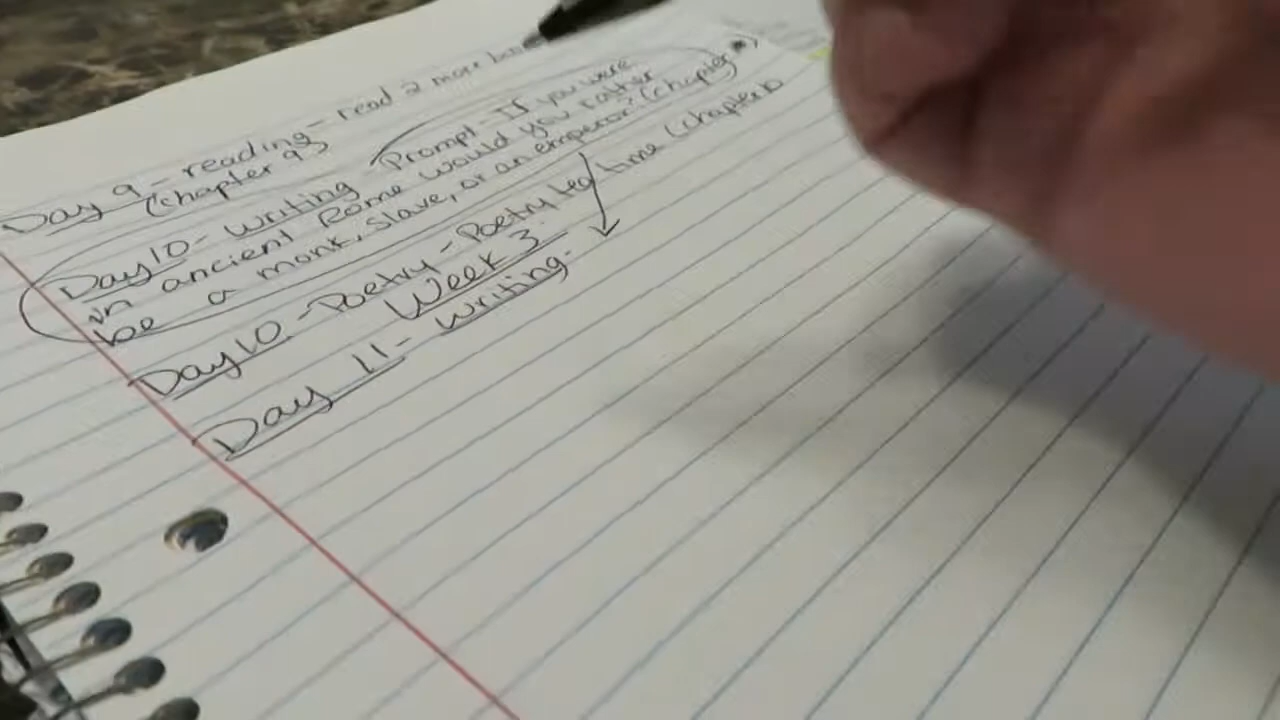 Day 9 - reading - read 2 more
(chapter 9)
Day 10 - writing Prompt - If you were
in ancient Rome would you rather
be a monk, slave, or an emperor? (chapter
Day 10 - Poetry - Poetry tea time (chapter
Week 3
Day 11 - writing